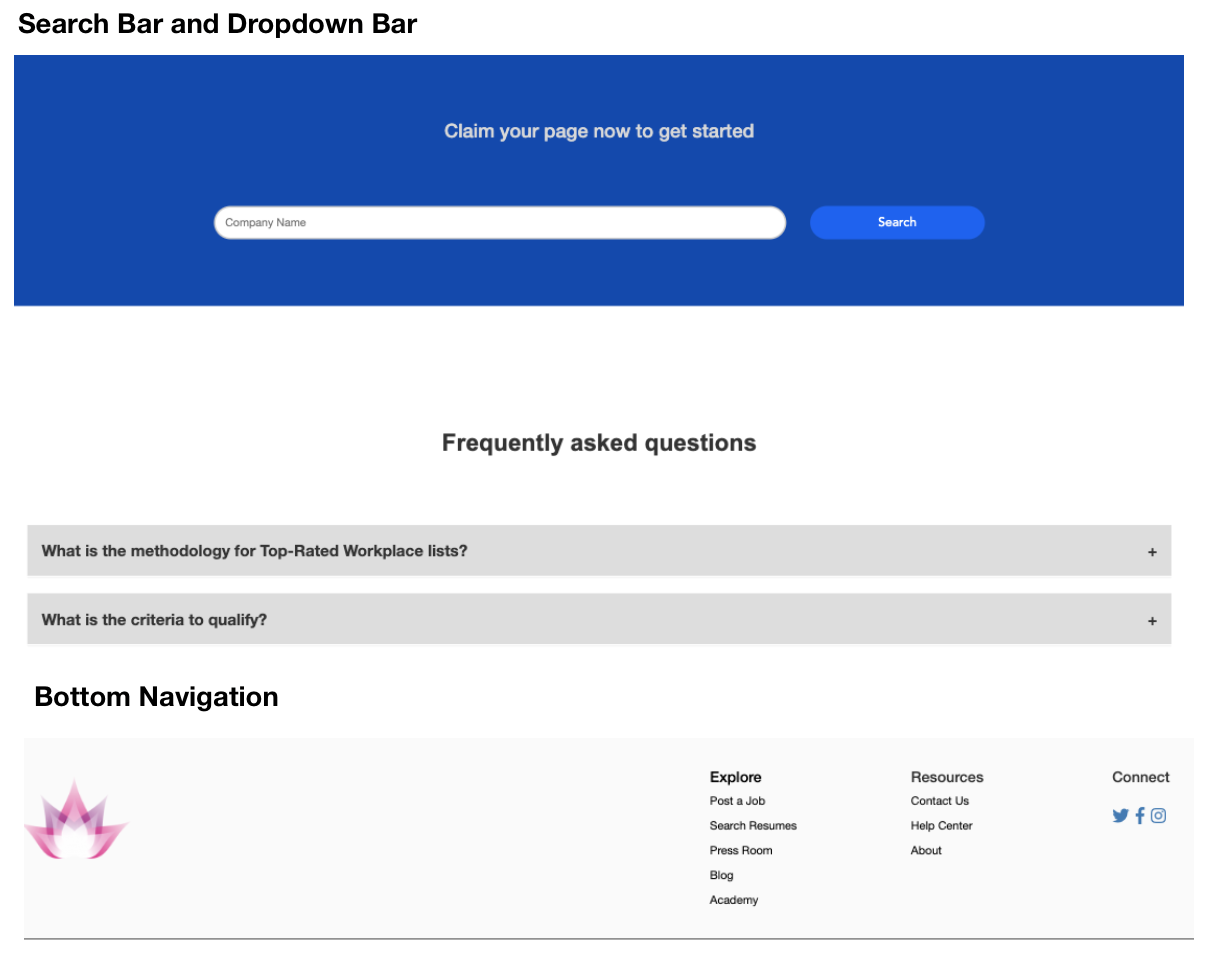 Search Bar and Dropdown Bar
Claim your page now to get started
Company Name
Search
Frequently asked questions
What is the methodology for Top-Rated Workplace lists? +
What is the criteria to qualify? +
Bottom Navigation
Explore
Post a Job
Search Resumes
Press Room
Blog
Academy
Resources
Contact Us
Help Center
About
Connect